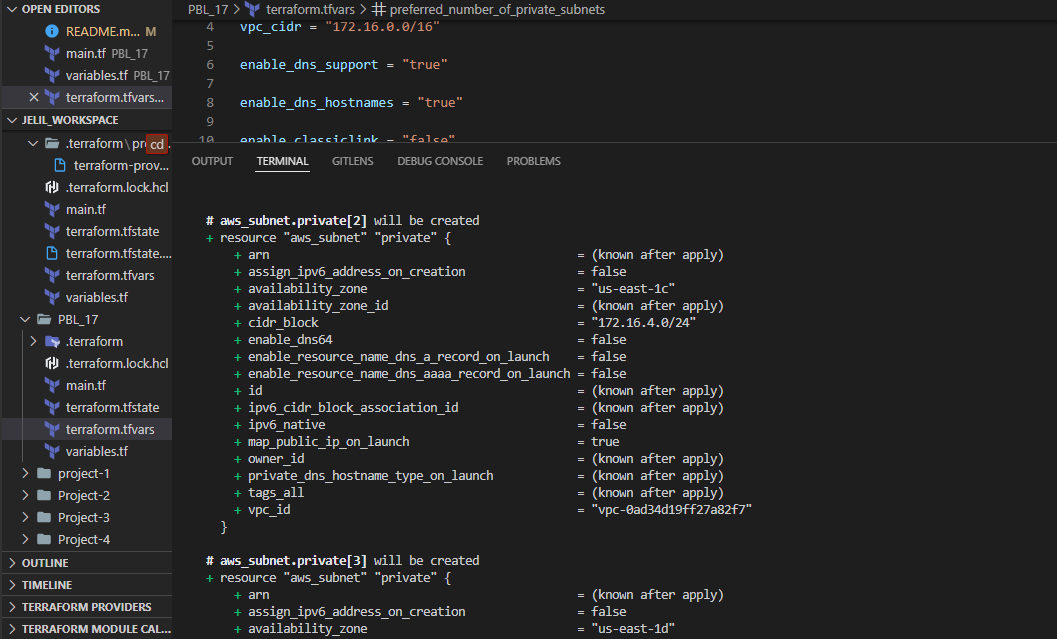 OPEN EDITORS
README.m... M
main.tf PBL_17
variables.tf PBL_17
terraform.tfvars...
JELIL_WORKSPACE
.terraform\pr cd .
terraform-prov...
.terraform.lock.hcl
main.tf
terraform.tfstate
terraform.tfstate....
terraform.tfvars
variables.tf
PBL_17
.terraform
.terraform.lock.hcl
main.tf
terraform.tfstate
terraform.tfvars
variables.tf
project-1
Project-2
Project-3
Project-4
OUTLINE
TIMELINE
TERRAFORM PROVIDERS
TERRAFORM MODULE CAL...
PBL_17 > terraform.tfvars > preferred_number_of_private_subnets
4 vpc_cidr = "172.16.0.0/16"
5
6 enable_dns_support = "true"
7
8 enable_dns_hostnames = "true"
9
10 enable_classiclink = "false"
OUTPUT TERMINAL GITLENS DEBUG CONSOLE PROBLEMS
# aws_subnet.private[2] will be created
+ resource "aws_subnet" "private" {
+ arn = (known after apply)
+ assign_ipv6_address_on_creation = false
+ availability_zone = "us-east-1c"
+ availability_zone_id = (known after apply)
+ cidr_block = "172.16.4.0/24"
+ enable_dns64 = false
+ enable_resource_name_dns_a_record_on_launch = false
+ enable_resource_name_dns_aaaa_record_on_launch = false
+ id = (known after apply)
+ ipv6_cidr_block_association_id = (known after apply)
+ ipv6_native = false
+ map_public_ip_on_launch = true
+ owner_id = (known after apply)
+ private_dns_hostname_type_on_launch = (known after apply)
+ tags_all = (known after apply)
+ vpc_id = "vpc-0ad34d19ff27a82f7"
}
# aws_subnet.private[3] will be created
+ resource "aws_subnet" "private" {
+ arn = (known after apply)
+ assign_ipv6_address_on_creation = false
+ availability_zone = "us-east-1d"